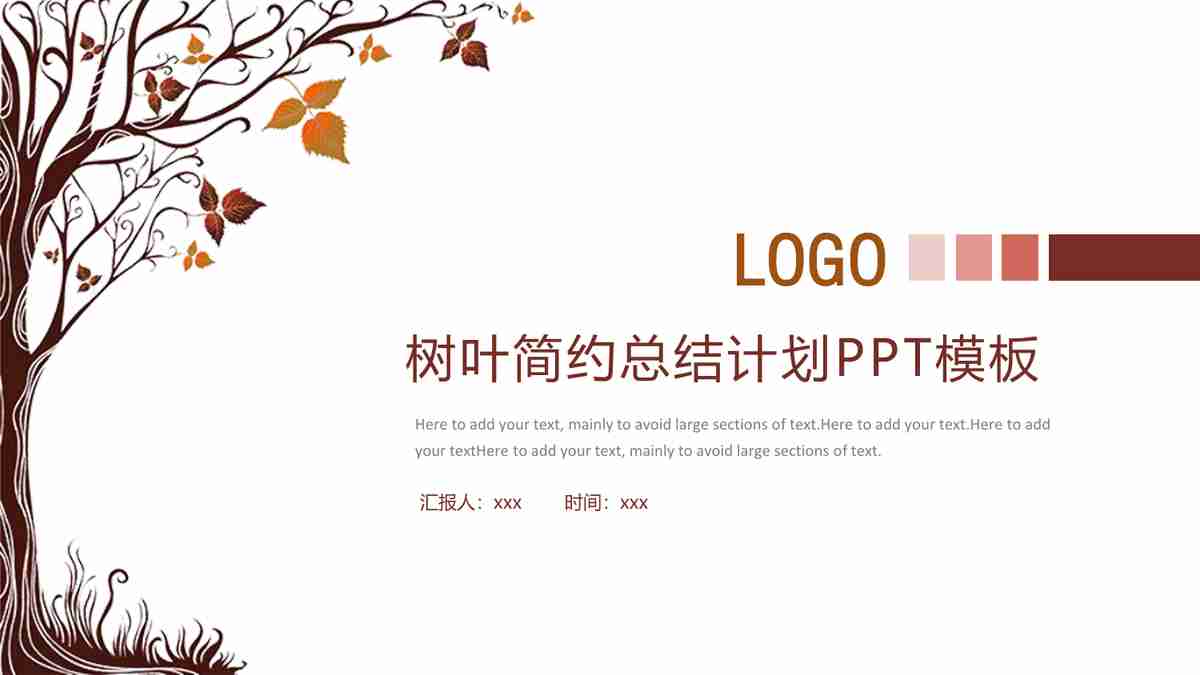 LOGO
树叶简约总结计划PPT模板
Here to add your text, mainly to avoid large sections of text.Here to add your text.Here to add
your textHere to add your text, mainly to avoid large sections of text.
汇报人：xxx 时间：xxx